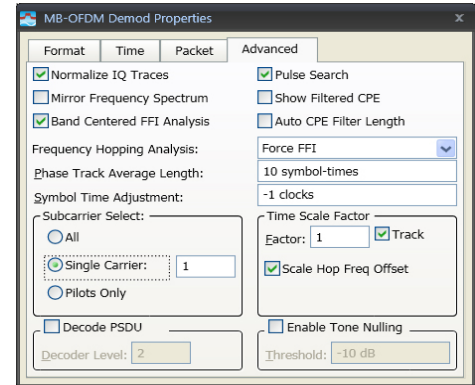 MB-OFDM Demod Properties x
Format Time Packet Advanced
Normalize IQ Traces Pulse Search
Mirror Frequency Spectrum Show Filtered CPE
Band Centered FFI Analysis Auto CPE Filter Length
Frequency Hopping Analysis: Force FFI
Phase Track Average Length: 10 symbol-times
Symbol Time Adjustment: -1 clocks
Subcarrier Select: Time Scale Factor
All Factor: 1 Track
Single Carrier: 1 Scale Hop Freq Offset
Pilots Only
Decode PSDU Enable Tone Nulling
Decoder Level: 2 Threshold: -10 dB